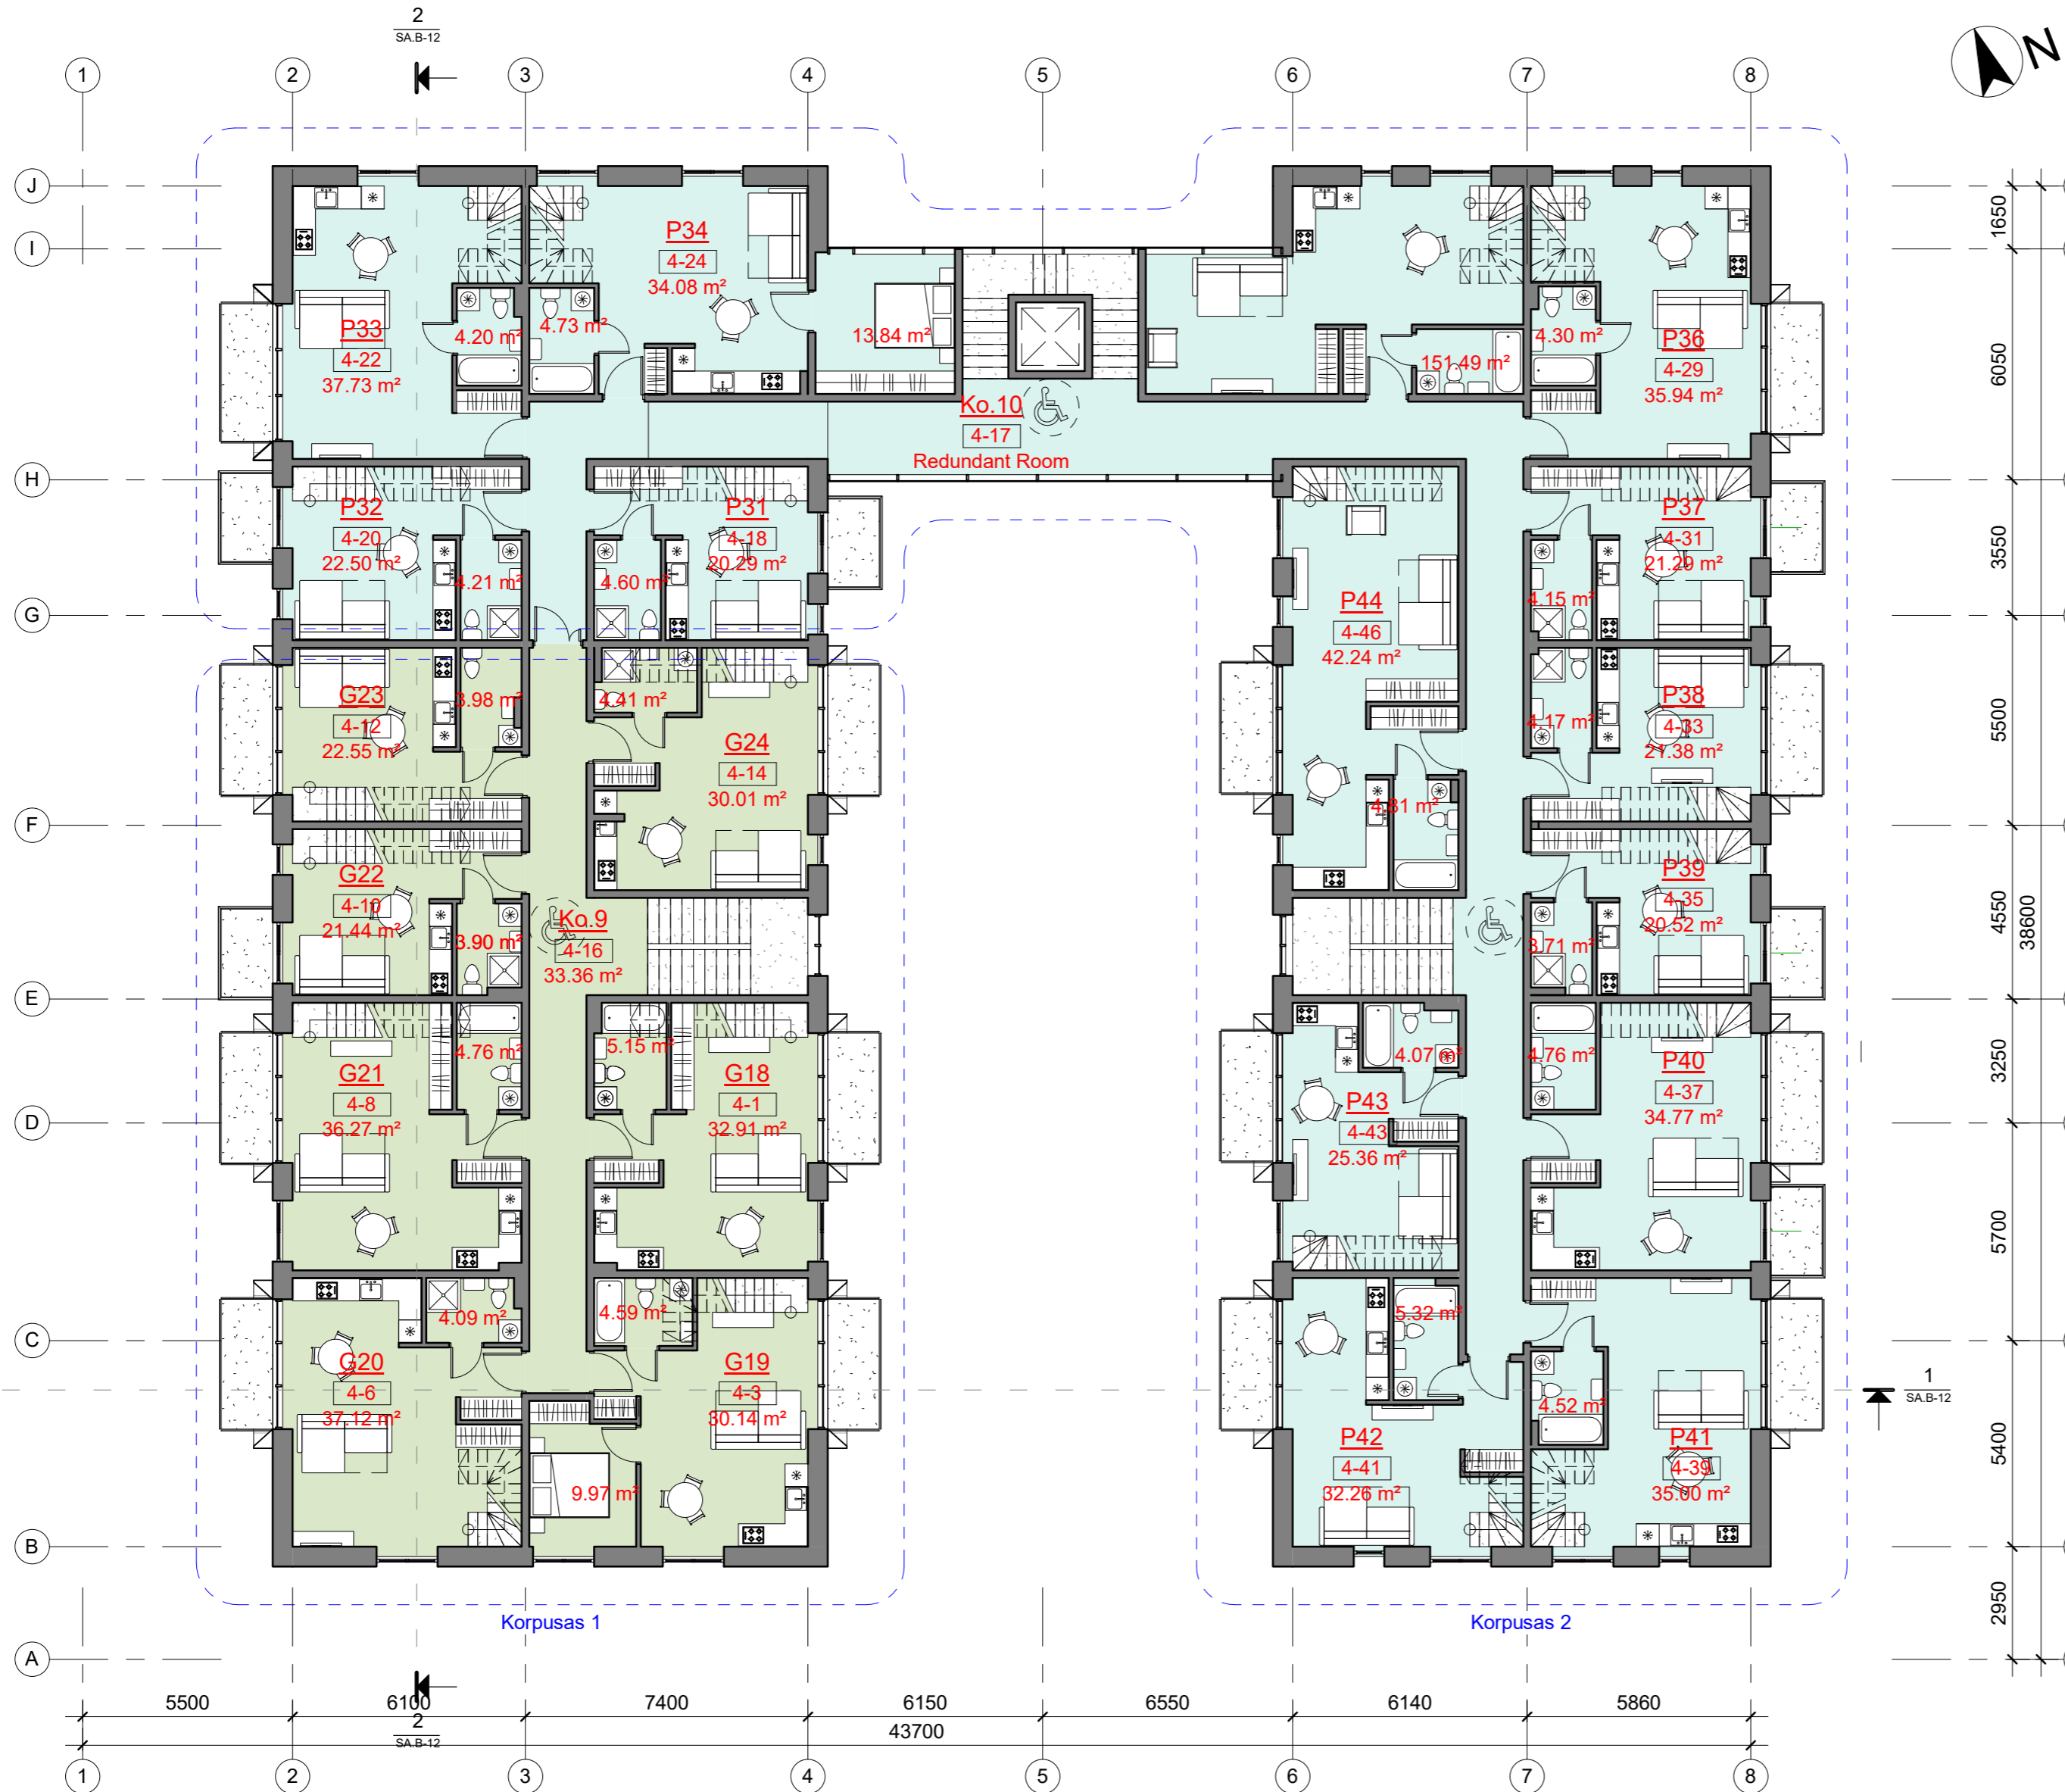 2
SA.B-12
N
1
2
3
4
5
6
7
8
J
I
H
G
F
E
D
C
B
A
P33
4-22
37.73 m²
4.20 m²
4.73 m²
P34
4-24
34.08 m²
13.84 m²
151.49 m²
4.30 m²
P36
4-29
35.94 m²
Ko.10
4-17
Redundant Room
P32
4-20
22.50 m²
4.21 m²
4.60 m²
P31
4-18
20.29 m²
P44
4-46
42.24 m²
4.81 m²
P37
4-31
21.29 m²
4.15 m²
P38
4-33
21.38 m²
4.17 m²
G23
4-12
22.55 m²
3.98 m²
4.41 m²
G24
4-14
30.01 m²
G22
4-10
21.44 m²
3.90 m²
Ko.9
4-16
33.36 m²
P39
4-35
20.52 m²
3.71 m²
G21
4-8
36.27 m²
4.76 m²
5.15 m²
G18
4-1
32.91 m²
4.07 m²
P43
4-43
25.36 m²
4.76 m²
P40
4-37
34.77 m²
G20
4-6
37.12 m²
4.09 m²
4.59 m²
G19
4-3
30.14 m²
9.97 m²
5.32 m²
P42
4-41
32.26 m²
4.52 m²
P41
4-39
35.00 m²
1
SA.B-12
Korpusas 1
Korpusas 2
1650
6050
3550
5500
4550
3250
5700
5400
2950
38600
5500
6100
7400
6150
6550
6140
5860
43700
2
SA.B-12
1
2
3
4
5
6
7
8